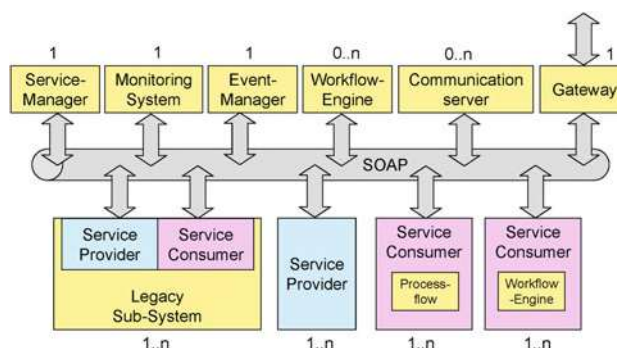 1 1 1 0..n 0..n 1
Service-
Manager
Monitoring
System
Event-
Manager
Workflow-
Engine
Communication
server
Gateway
SOAP
Service
Provider
Service
Consumer
Legacy
Sub-System
Service
Provider
Service
Consumer
Process-
flow
Service
Consumer
Workflow
-Engine
1..n 1..n 1..n 1..n